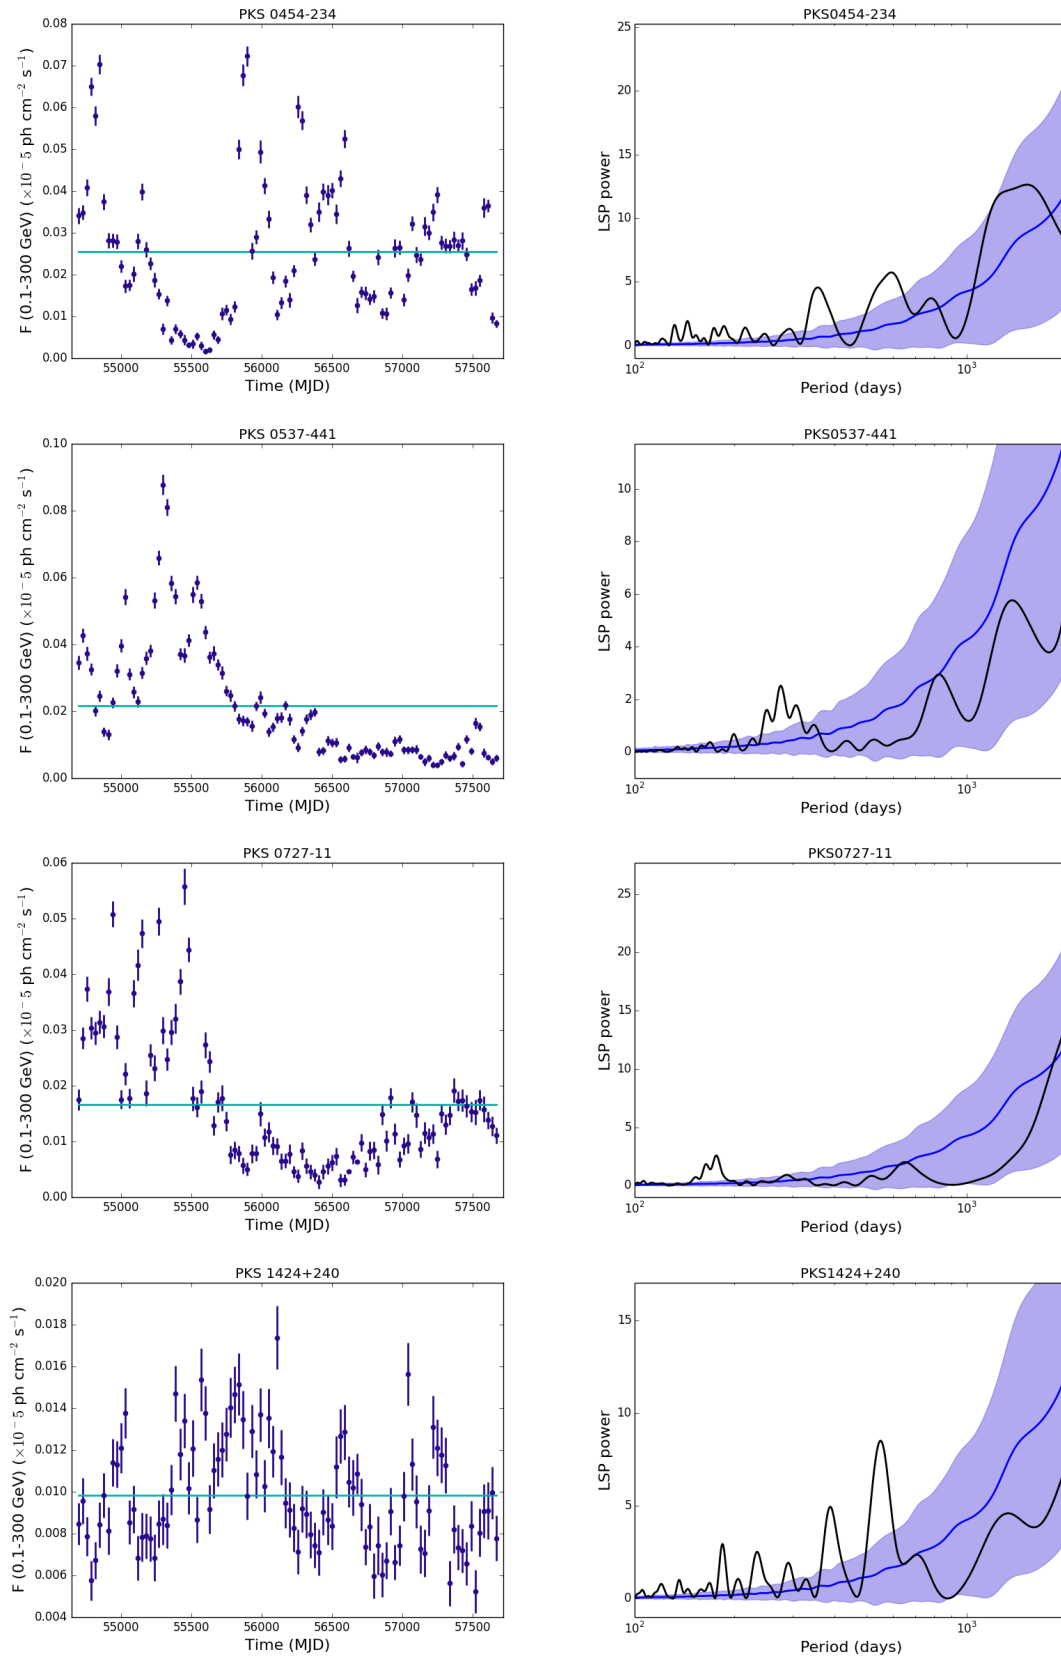 PKS 0454-234
F (0.1-300 GeV) (×10⁻⁵ ph cm⁻² s⁻¹)
0.08
0.07
0.06
0.05
0.04
0.03
0.02
0.01
0.00
55000 55500 56000 56500 57000 57500
Time (MJD)
PKS0454-234
LSP power
25
20
15
10
5
0
10² 10³
Period (days)
PKS 0537-441
F (0.1-300 GeV) (×10⁻⁵ ph cm⁻² s⁻¹)
0.10
0.08
0.06
0.04
0.02
0.00
55000 55500 56000 56500 57000 57500
Time (MJD)
PKS0537-441
LSP power
10
8
6
4
2
0
10² 10³
Period (days)
PKS 0727-11
F (0.1-300 GeV) (×10⁻⁵ ph cm⁻² s⁻¹)
0.06
0.05
0.04
0.03
0.02
0.01
0.00
55000 55500 56000 56500 57000 57500
Time (MJD)
PKS0727-11
LSP power
25
20
15
10
5
0
10² 10³
Period (days)
PKS 1424+240
F (0.1-300 GeV) (×10⁻⁵ ph cm⁻² s⁻¹)
0.020
0.018
0.016
0.014
0.012
0.010
0.008
0.006
0.004
55000 55500 56000 56500 57000 57500
Time (MJD)
PKS1424+240
LSP power
15
10
5
0
10² 10³
Period (days)